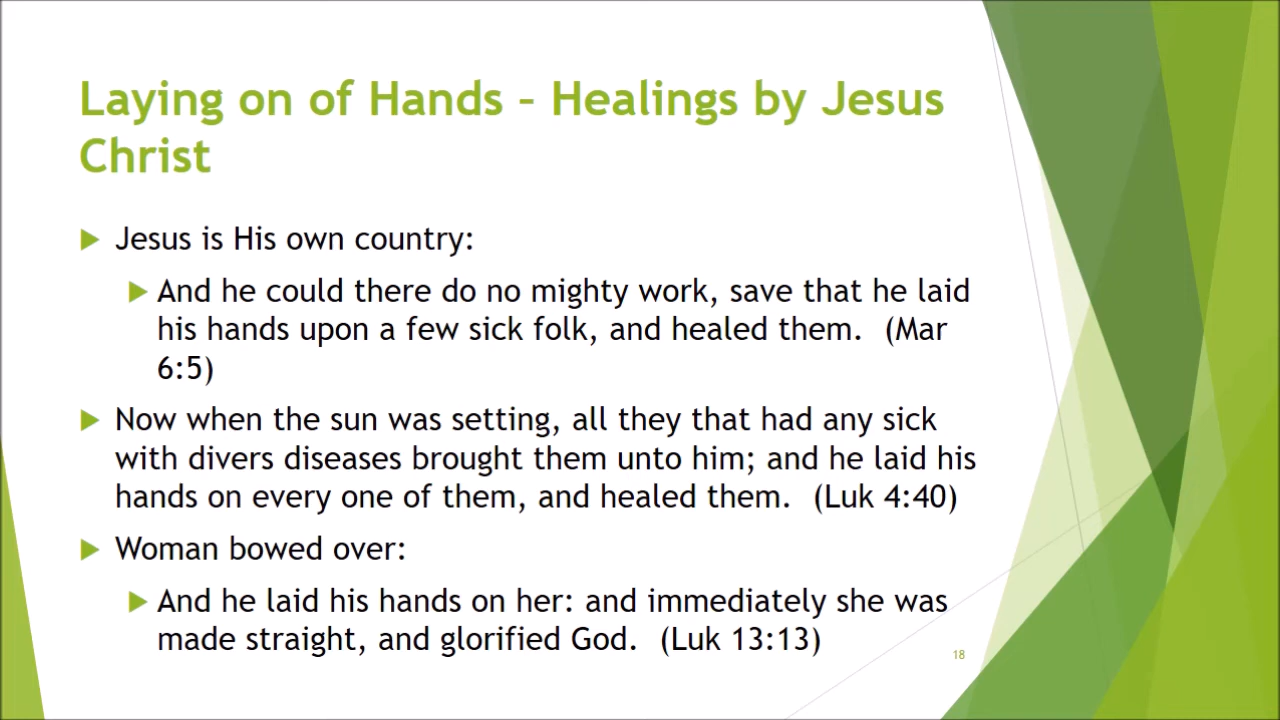 Laying on of Hands – Healings by Jesus
Christ
Jesus is His own country:
And he could there do no mighty work, save that he laid
his hands upon a few sick folk, and healed them.  (Mar
6:5)
Now when the sun was setting, all they that had any sick
with divers diseases brought them unto him; and he laid his
hands on every one of them, and healed them.  (Luk 4:40)
Woman bowed over:
And he laid his hands on her: and immediately she was
made straight, and glorified God.  (Luk 13:13)
18